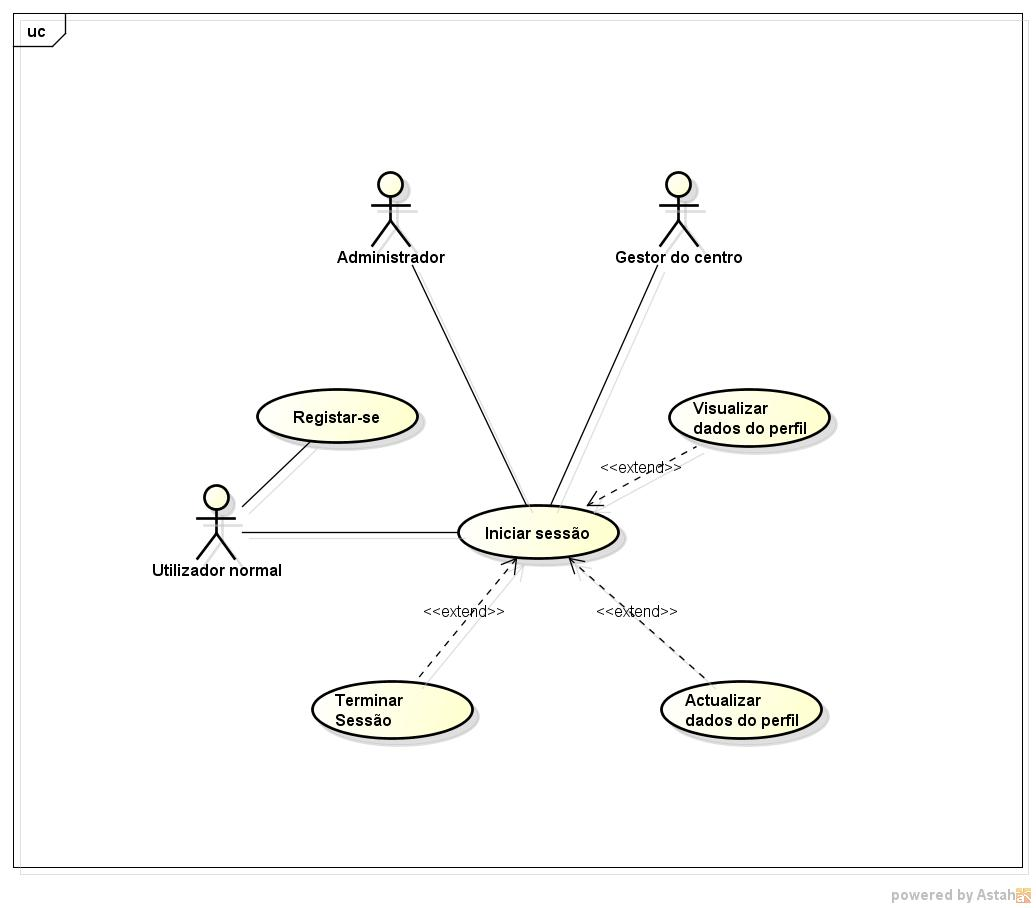 uc
Administrador
Gestor do centro
Registar-se
Visualizar
dados do perfil
<<extend>>
Utilizador normal
Iniciar sessão
<<extend>>
<<extend>>
Terminar
Sessão
Actualizar
dados do perfil
powered by Astah